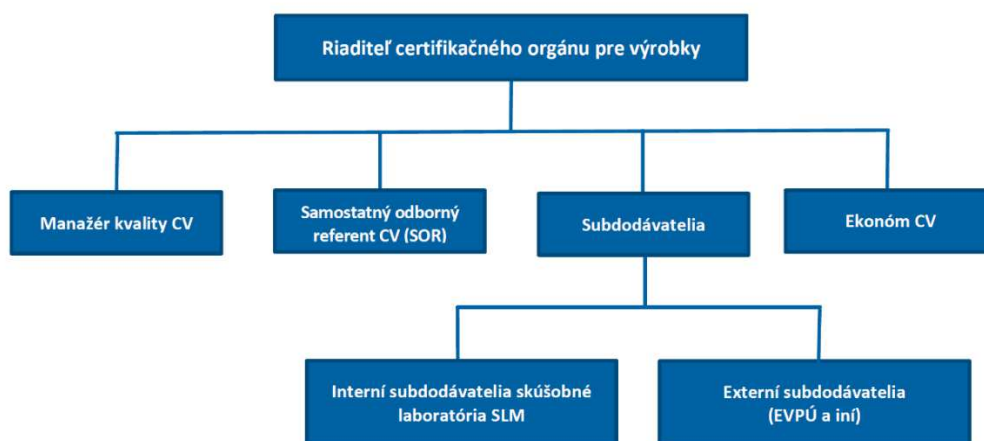 Riaditeľ certifikačného orgánu pre výrobky
Manažér kvality CV
Samostatný odborný
referent CV (SOR)
Subdodávatelia
Ekonóm CV
Interní subdodávatelia skúšobné
laboratória SLM
Externí subdodávatelia
(EVPÚ a iní)